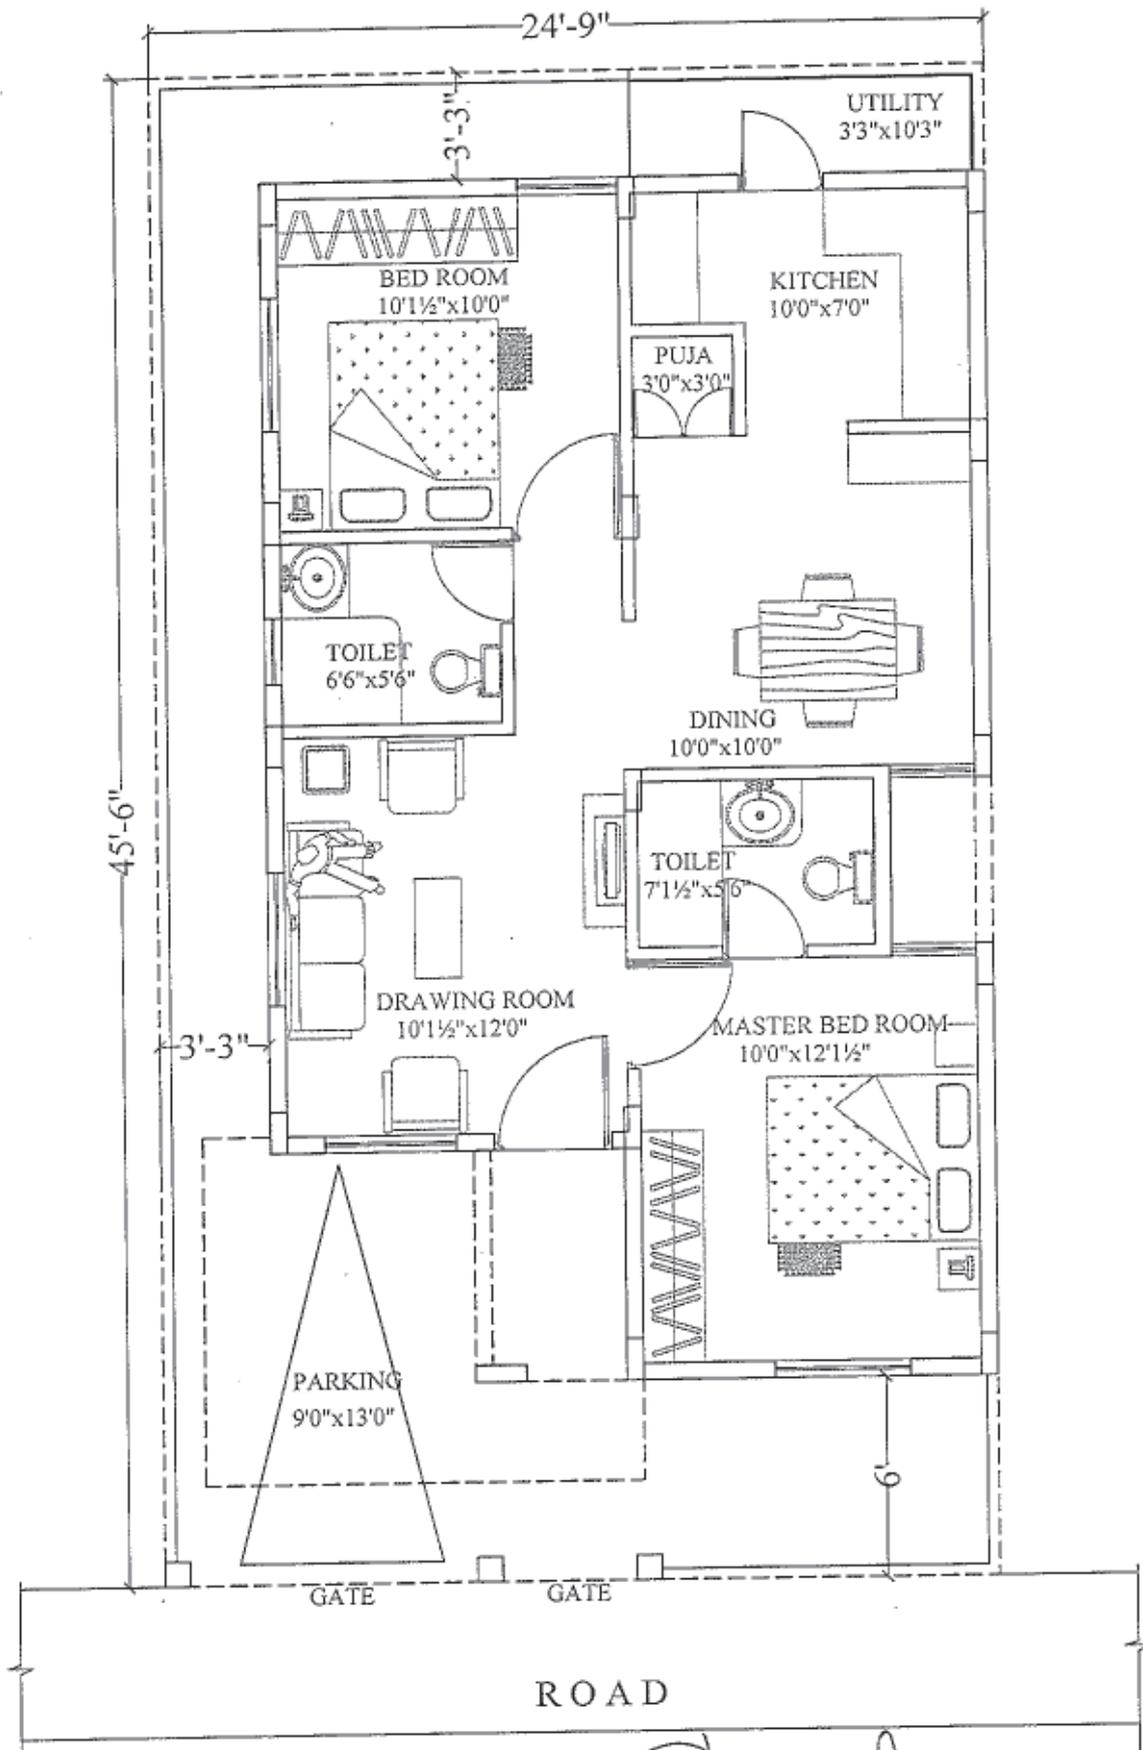 24'-9"
UTILITY
3'3"x10'3"
3'-3"
BED ROOM
10'1½"x10'0"
KITCHEN
10'0"x7'0"
PUJA
3'0"x3'0"
TOILET
6'6"x5'6"
DINING
10'0"x10'0"
45'-6"
TOILET
7'1½"x5'6"
DRAWING ROOM
10'1½"x12'0"
MASTER BED ROOM
10'0"x12'1½"
3'-3"
PARKING
9'0"x13'0"
6'
GATE
GATE
ROAD